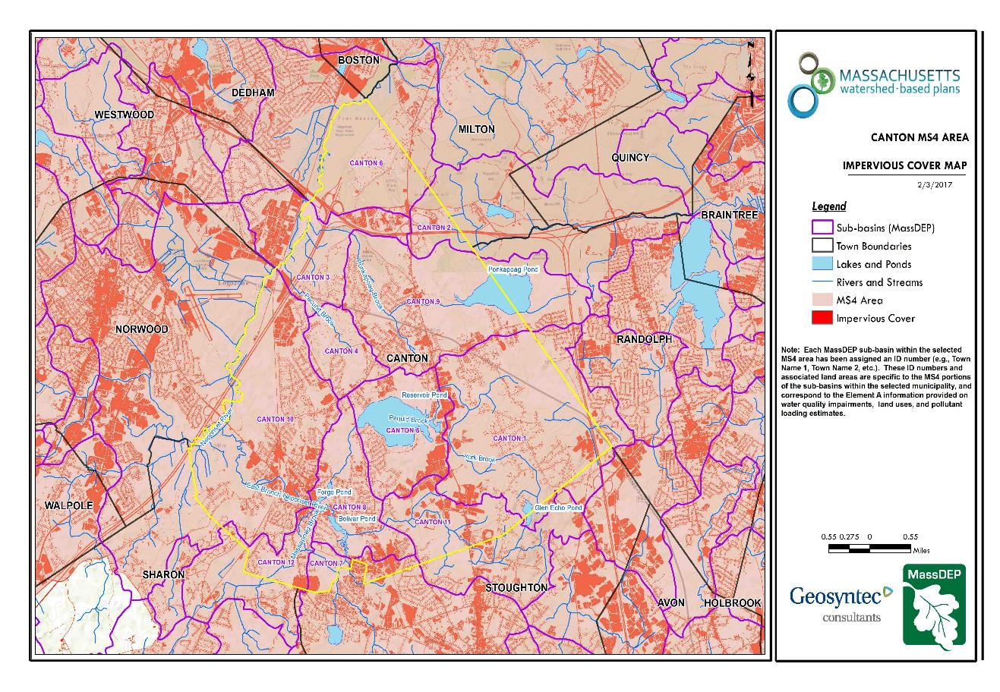 BOSTON
DEDHAM
WESTWOOD
MILTON
QUINCY
CANTON 6
BRAINTREE
CANTON 2
Ponkapoag Pond
CANTON 3
Ponkapoag Brook
Pequid Brook
CANTON 9
NORWOOD
RANDOLPH
CANTON 4
CANTON
Reservoir Pond
Pequid Brook
CANTON 5
CANTON 10
CANTON 1
Neponset River
York Brook
East Branch Neponset River
Forge Pond
WALPOLE
CANTON 8
Glen Echo Pond
Bolivar Pond
CANTON 11
Massapoag Brook
CANTON 12
CANTON 7
SHARON
STOUGHTON
AVON
HOLBROOK
MASSACHUSETTS
watershed·based plans
CANTON MS4 AREA
IMPERVIOUS COVER MAP
2/3/2017
Legend
Sub-basins (MassDEP)
Town Boundaries
Lakes and Ponds
Rivers and Streams
MS4 Area
Impervious Cover
Note: Each MassDEP sub-basin within the selected
MS4 area has been assigned an ID number (e.g., Town
Name 1, Town Name 2, etc.). These ID numbers and
associated land areas are specific to the MS4 portions
of the sub-basins within the selected municipality, and
correspond to the Element A information provided on
water quality impairments, land uses, and pollutant
loading estimates.
0.55 0.275 0 0.55
Miles
Geosyntec
consultants
MassDEP